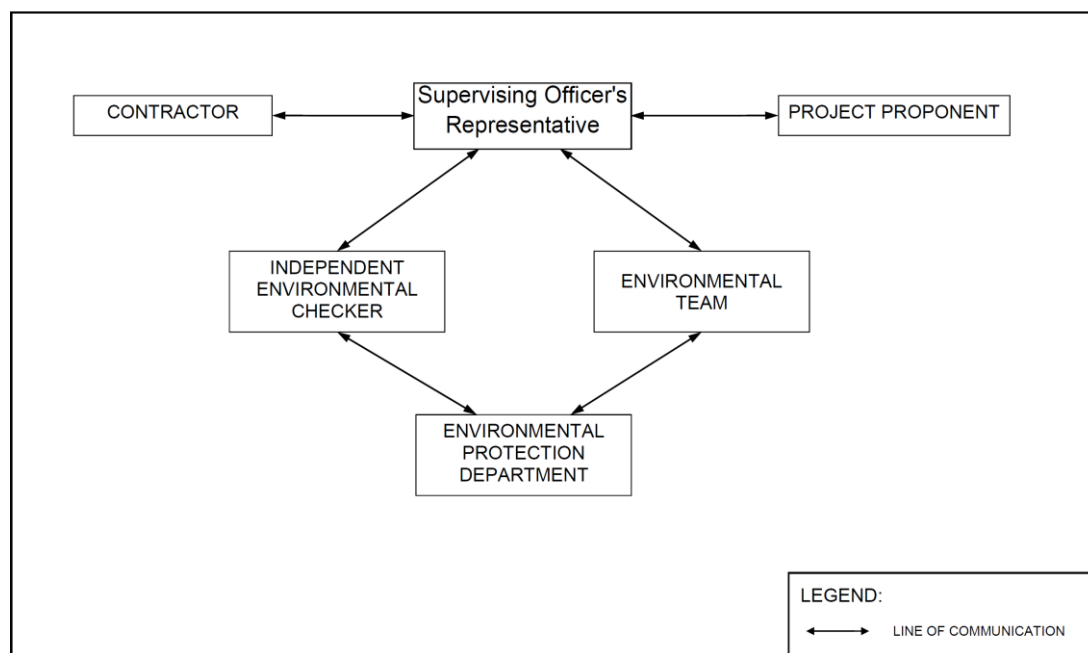 CONTRACTOR
Supervising Officer's
Representative
PROJECT PROPONENT
INDEPENDENT
ENVIRONMENTAL
CHECKER
ENVIRONMENTAL
TEAM
ENVIRONMENTAL
PROTECTION
DEPARTMENT
LEGEND:
LINE OF COMMUNICATION